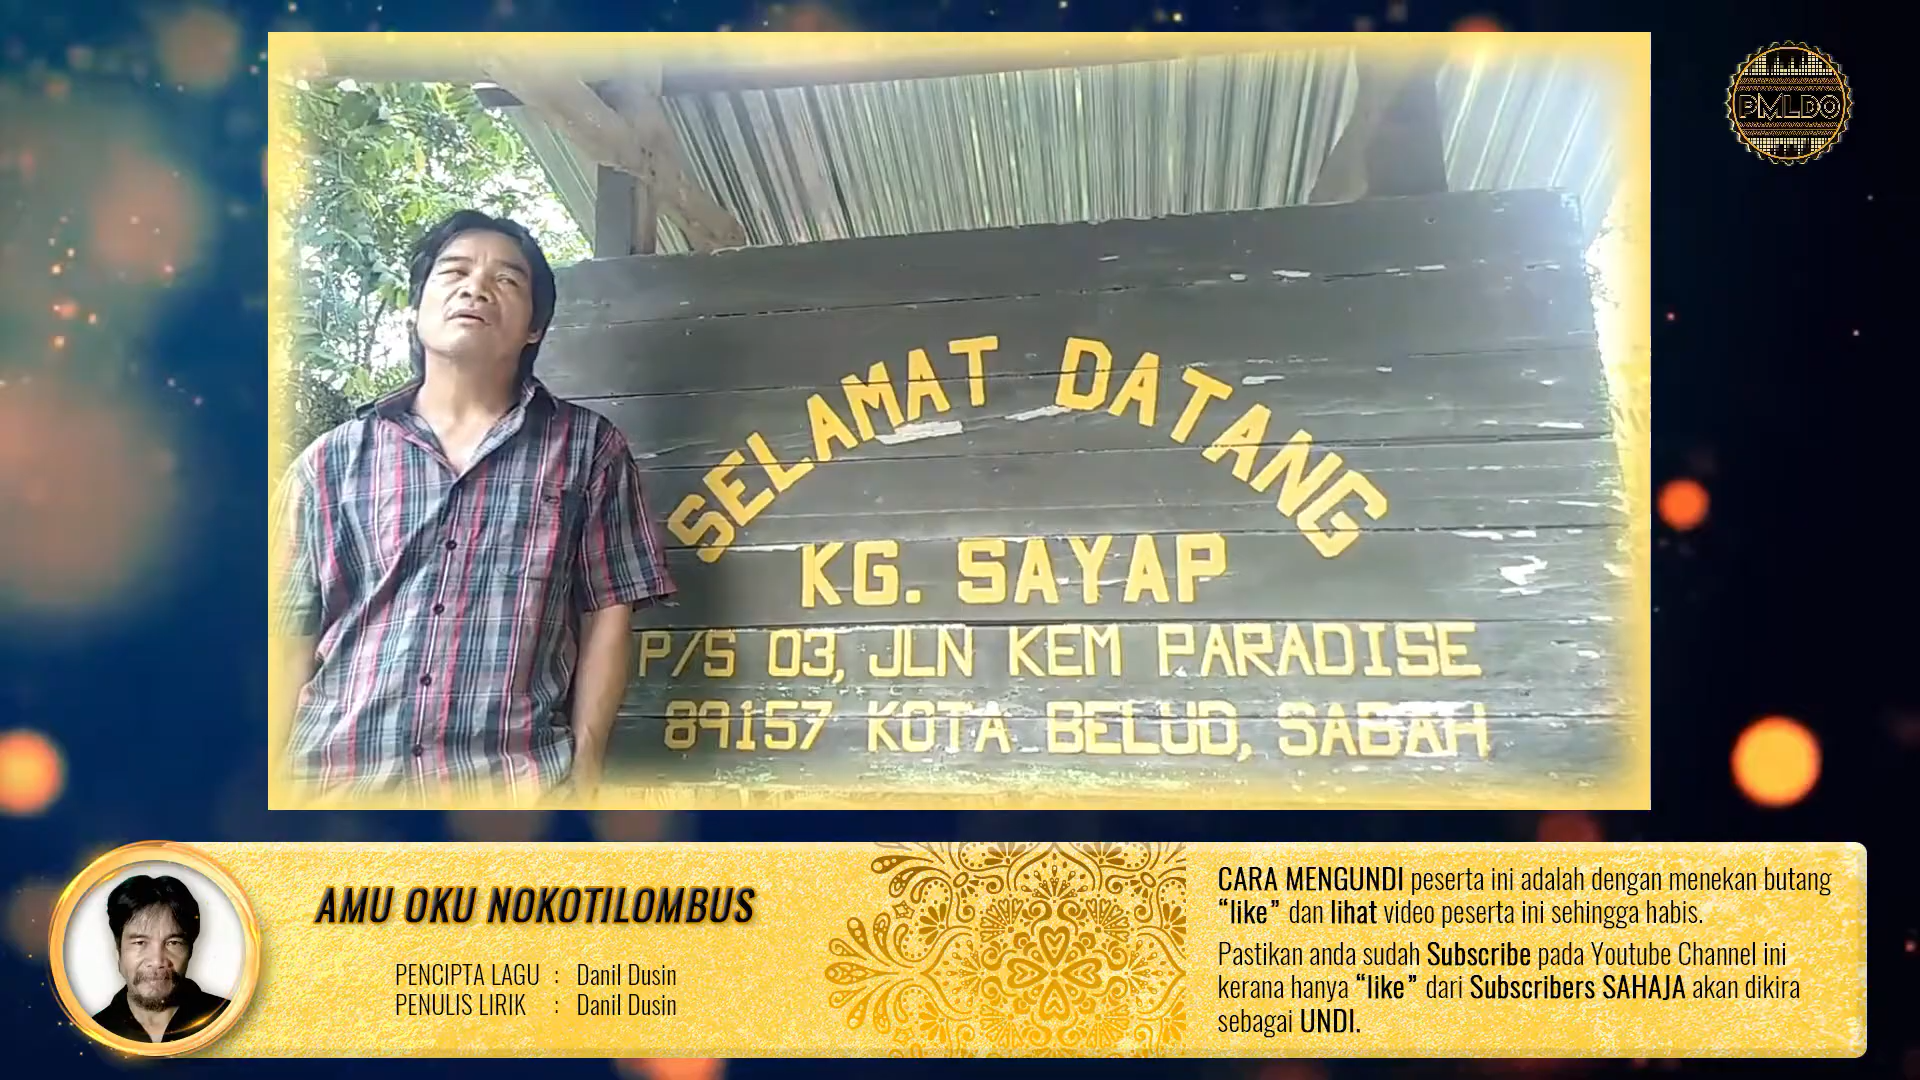 PMLDO
SELAMAT DATANG
KG. SAYAP
P/S 03, JLN KEM PARADISE
89157 KOTA BELUD, SABAH
AMU OKU NOKOTILOMBUS
PENCIPTA LAGU : Danil Dusin
PENULIS LIRIK : Danil Dusin
CARA MENGUNDI peserta ini adalah dengan menekan butang
“like” dan lihat video peserta ini sehingga habis.
Pastikan anda sudah Subscribe pada Youtube Channel ini
kerana hanya “like” dari Subscribers SAHAJA akan dikira
sebagai UNDI.